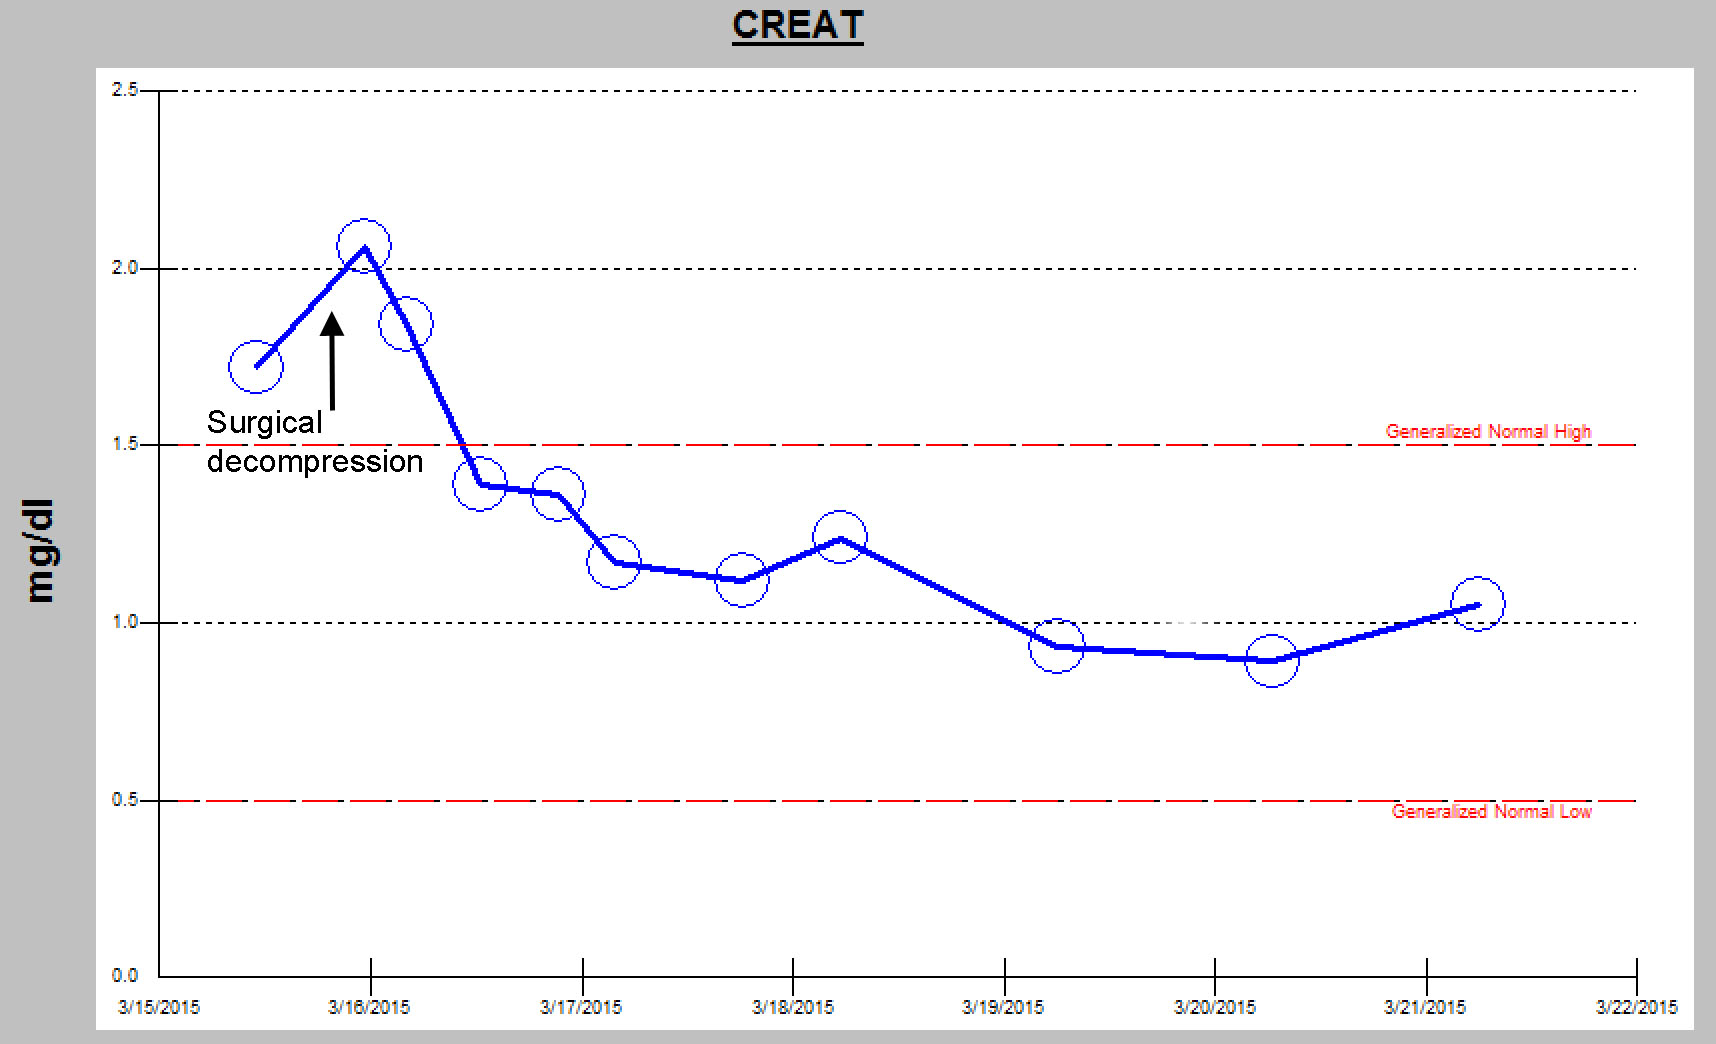 CREAT
2.5
2.0
Surgical
decompression
1.5
Generalized Normal High
mg/dl
1.0
0.5
Generalized Normal Low
0.0
3/15/2015 3/16/2015 3/17/2015 3/18/2015 3/19/2015 3/20/2015 3/21/2015 3/22/2015